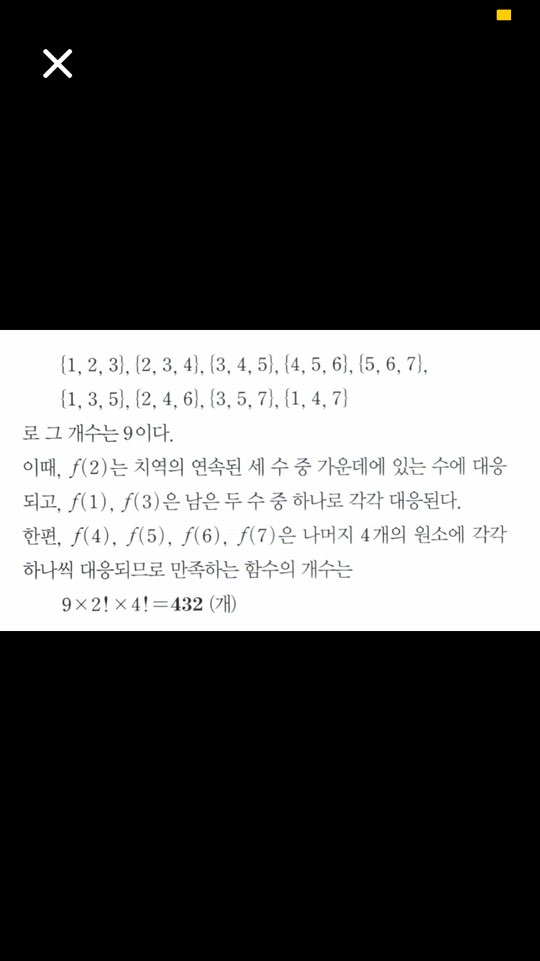 {1, 2, 3}, {2, 3, 4}, {3, 4, 5}, {4, 5, 6}, {5, 6, 7},
{1, 3, 5}, {2, 4, 6}, {3, 5, 7}, {1, 4, 7}
로 그 개수는 9이다.
이때, f(2)는 치역의 연속된 세 수 중 가운데에 있는 수에 대응
되고, f(1), f(3)은 남은 두 수 중 하나로 각각 대응된다.
한편, f(4), f(5), f(6), f(7)은 나머지 4개의 원소에 각각
하나씩 대응되므로 만족하는 함수의 개수는
9×2!×4!=432 (개)